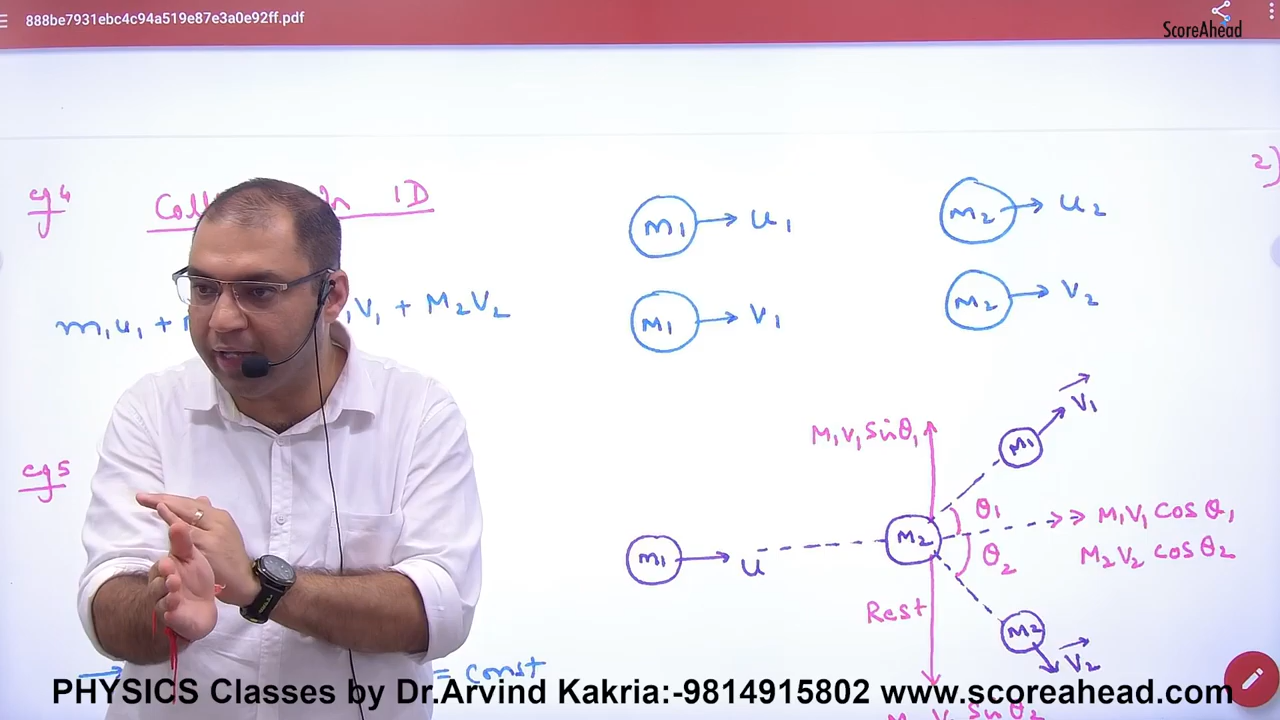 888be7931ebc4c94a519e87e3a0e92ff.pdf
ScoreAhead
2)
eg 4
1D
m1 → u1
M2 → u2
m1u1 +
V1 + M2V2
M1 → V1
M2 → V2
V1
M1
M1V1 Sinθ1
eg 5
θ1
M1V1 Cos θ1
m1 → u
M2
θ2
M2V2 Cos θ2
Rest
M2
V2
= Const
PHYSICS Classes by Dr.Arvind Kakria:-9814915802 www.scoreahead.com